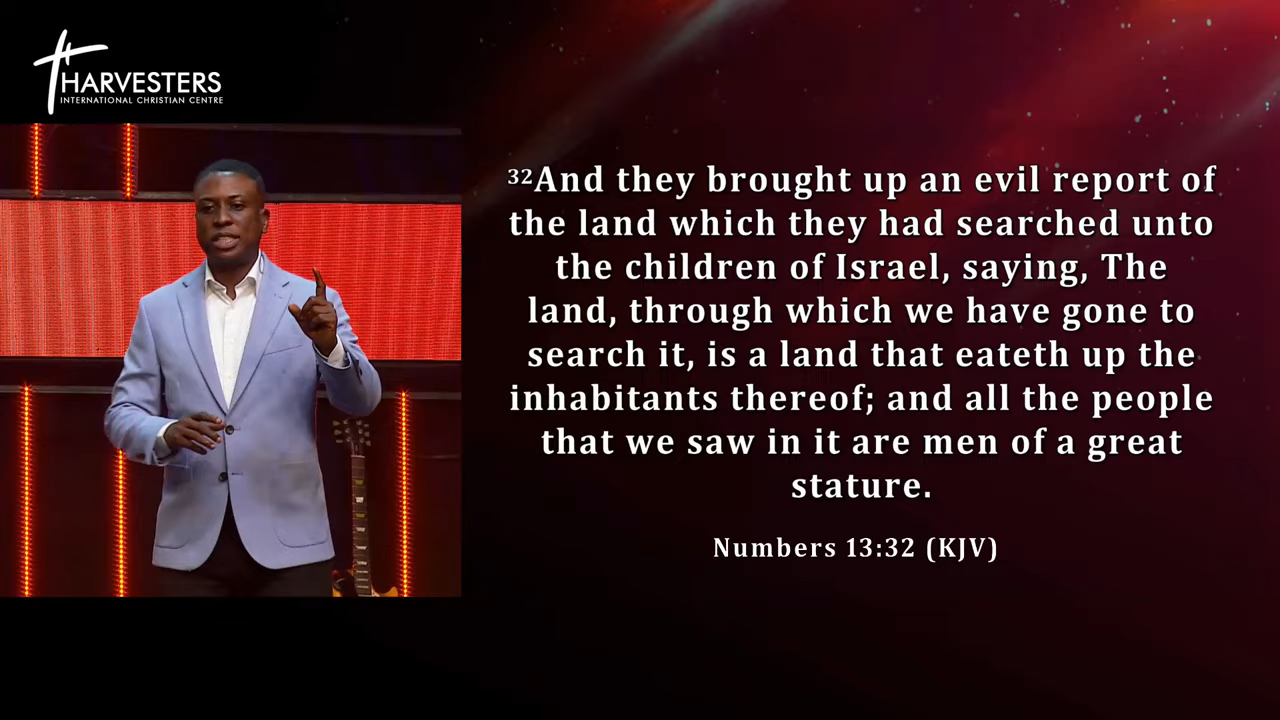 HARVESTERS
INTERNATIONAL CHRISTIAN CENTRE
³²And they brought up an evil report of
the land which they had searched unto
the children of Israel, saying, The
land, through which we have gone to
search it, is a land that eateth up the
inhabitants thereof; and all the people
that we saw in it are men of a great
stature.
Numbers 13:32 (KJV)